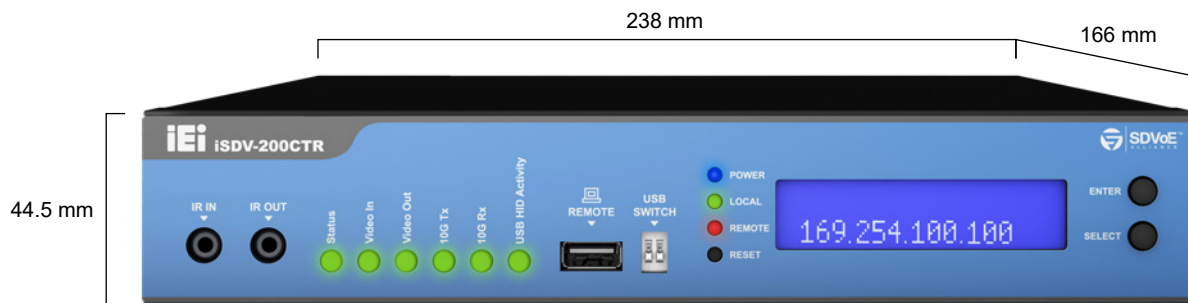 238 mm
166 mm
44.5 mm
iEi iSDV-200CTR
SDVoE™
ALLIANCE
IR IN
IR OUT
Status
Video In
Video Out
10G Tx
10G Rx
USB HID Activity
REMOTE
USB
SWITCH
POWER
LOCAL
REMOTE
RESET
169.254.100.100
ENTER
SELECT